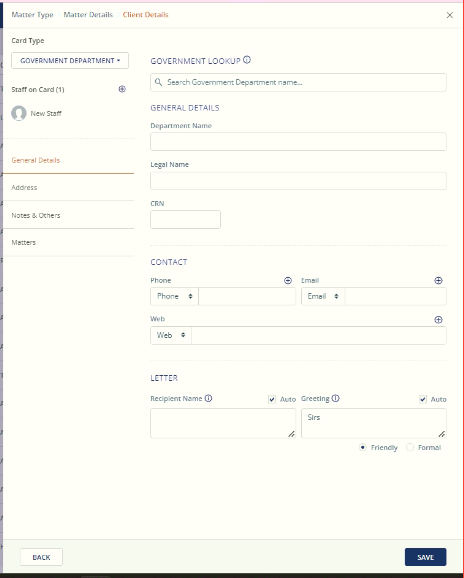 Matter Type Matter Details Client Details
Card Type
GOVERNMENT DEPARTMENT
Staff on Card (1)
New Staff
General Details
Address
Notes & Others
Matters
GOVERNMENT LOOKUP
Search Government Department name...
GENERAL DETAILS
Department Name
Legal Name
CRN
CONTACT
Phone Email
Phone Email
Web
Web
LETTER
Recipient Name Auto Greeting Auto
Sirs
Friendly Formal
BACK SAVE